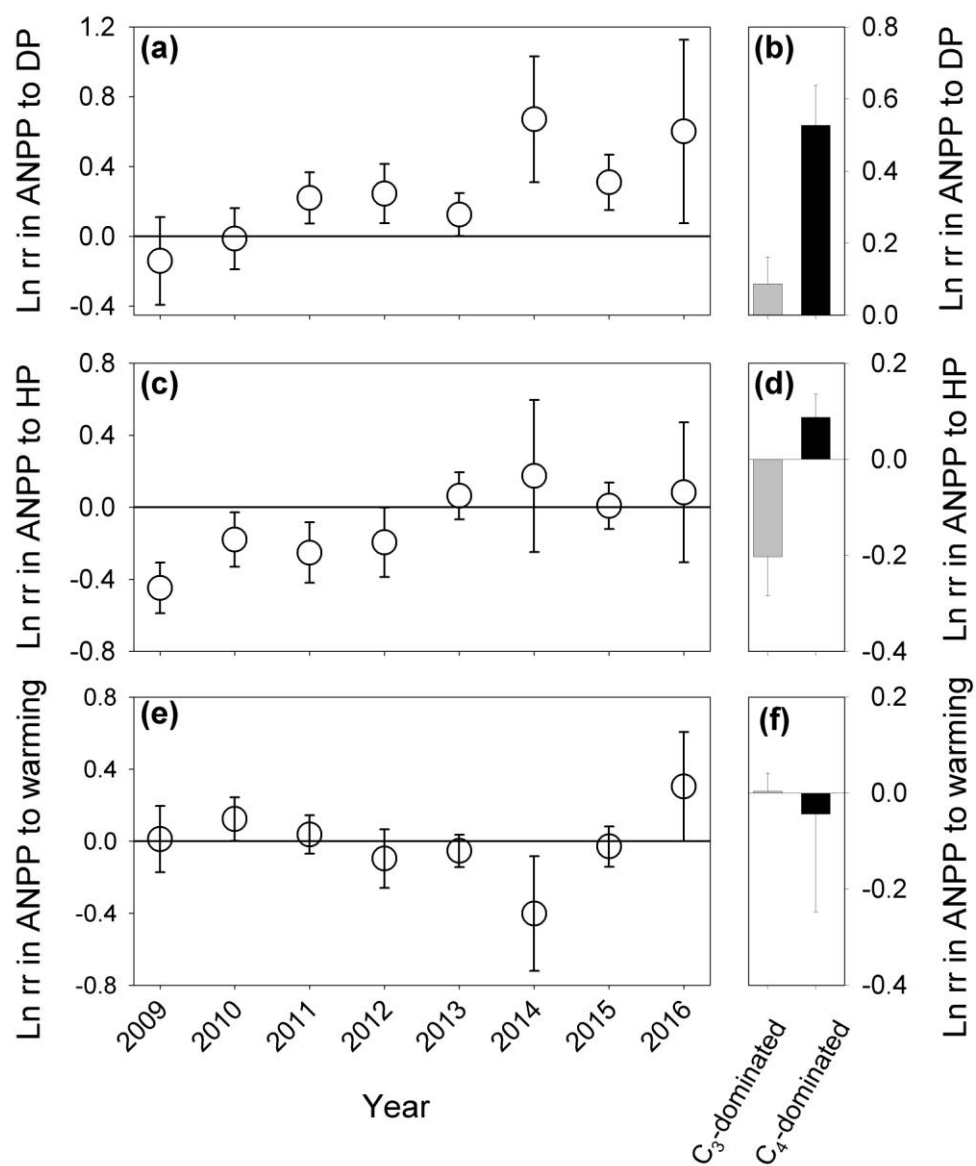 Ln rr in ANPP to DP
1.2
0.8
0.4
0.0
-0.4
(a)
(b)
0.8
0.6
0.4
0.2
0.0
Ln rr in ANPP to DP
Ln rr in ANPP to HP
0.8
0.4
0.0
-0.4
-0.8
(c)
(d)
0.2
0.0
-0.2
-0.4
Ln rr in ANPP to HP
Ln rr in ANPP to warming
0.8
0.4
0.0
-0.4
-0.8
(e)
(f)
0.2
0.0
-0.2
-0.4
Ln rr in ANPP to warming
2009
2010
2011
2012
2013
2014
2015
2016
Year
C₃-dominated
C₄-dominated